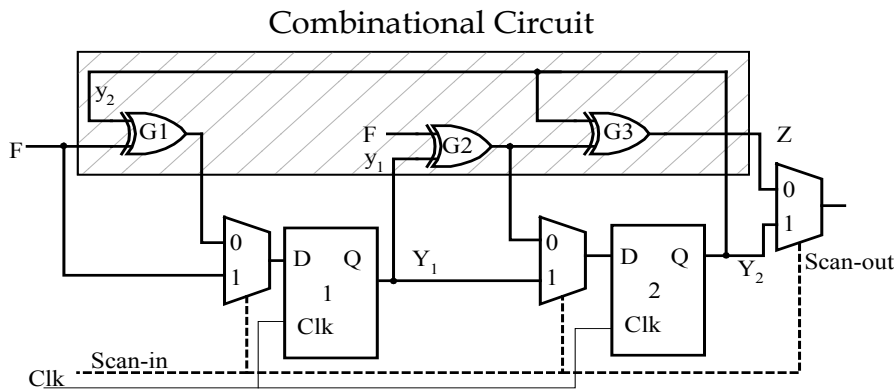 Combinational Circuit
y2
F
G1
F
y1
G2
G3
Z
0
1
0
1
D Q
1
Clk
Y1
0
1
D Q
2
Clk
Y2
Scan-out
Scan-in
Clk